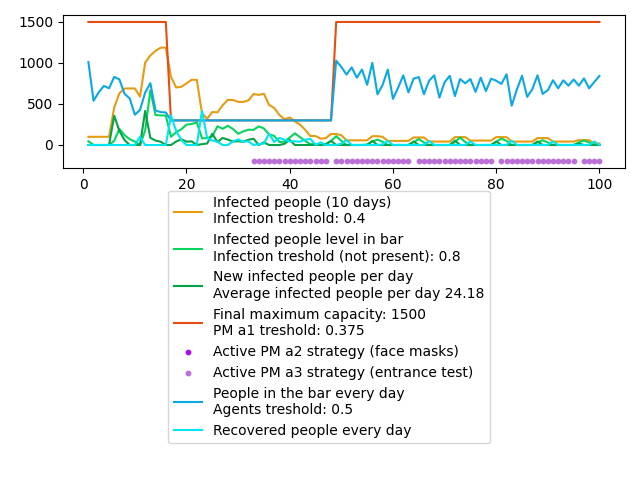 1500
1000
500
0
0
20
40
60
80
100
Infected people (10 days)
Infection treshold: 0.4
Infected people level in bar
Infection treshold (not present): 0.8
New infected people per day
Average infected people per day 24.18
Final maximum capacity: 1500
PM a1 treshold: 0.375
Active PM a2 strategy (face masks)
Active PM a3 strategy (entrance test)
People in the bar every day
Agents treshold: 0.5
Recovered people every day